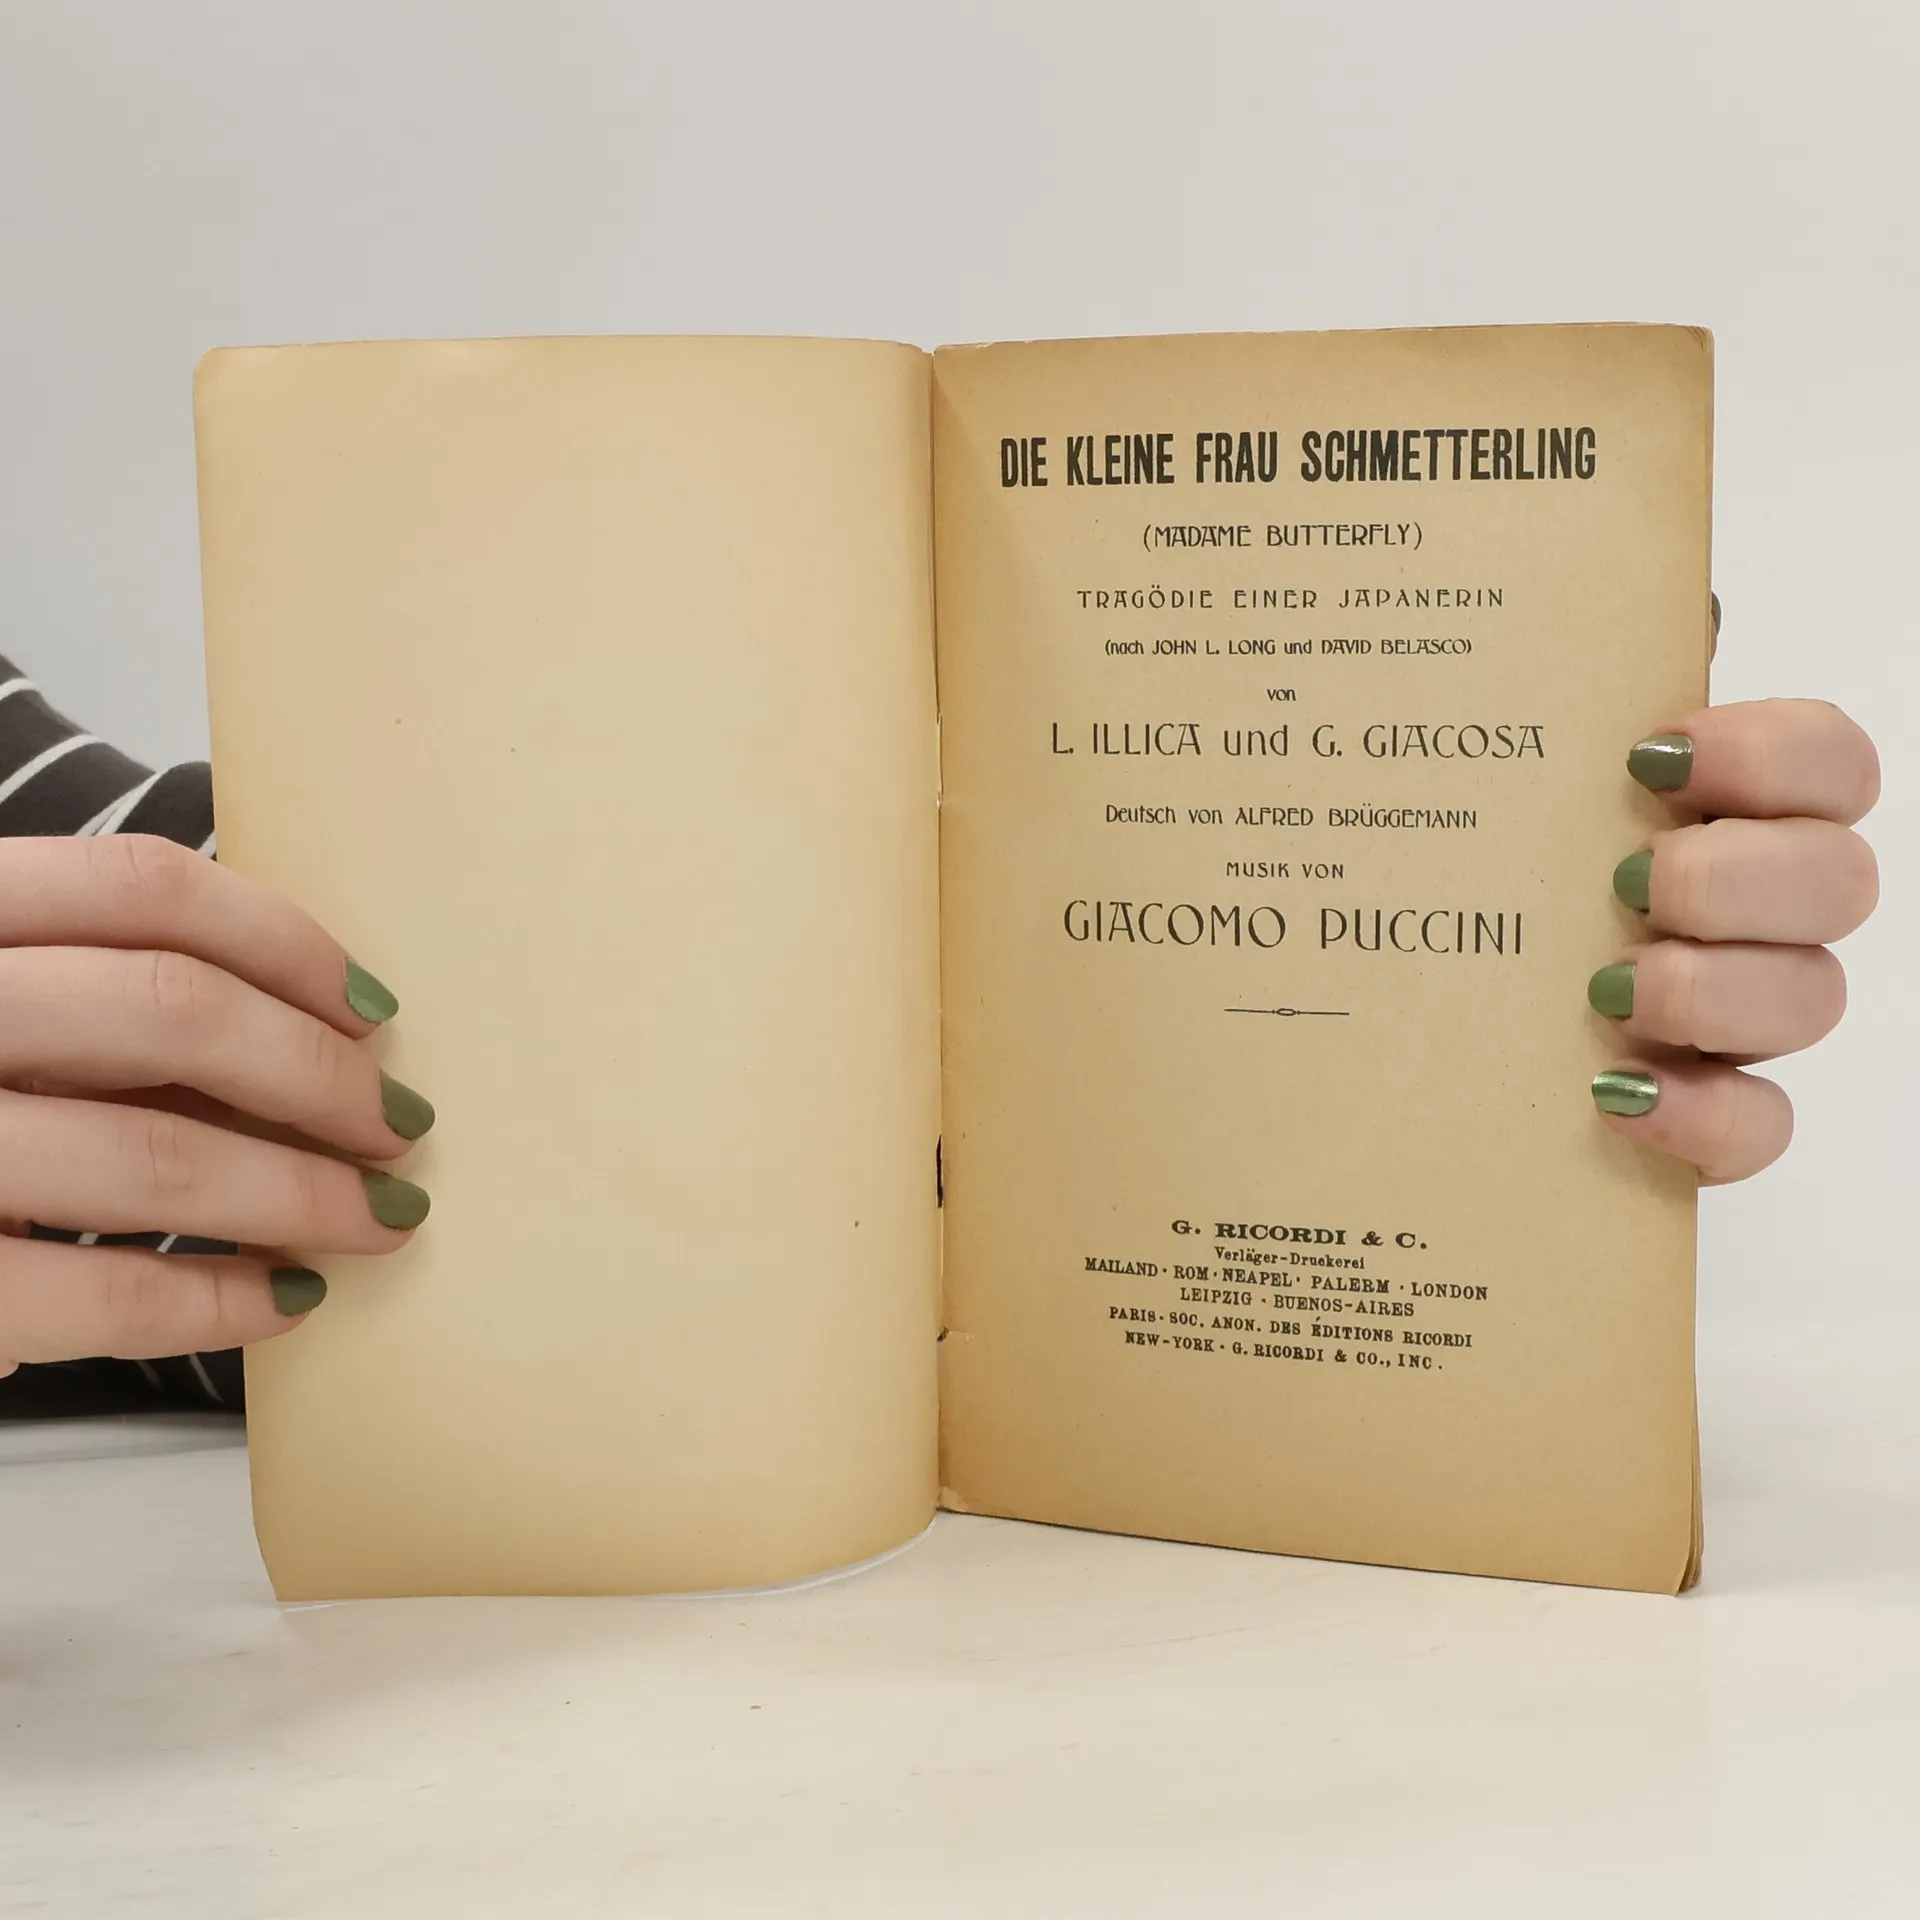 DIE KLEINE FRAU SCHMETTERLING
(MADAME BUTTERFLY)
TRAGÖDIE EINER JAPANERIN
(nach JOHN L. LONG und DAVID BELASCO)
von
L. ILLICA und G. GIACOSA
Deutsch von ALFRED BRÜGGEMANN
MUSIK VON
GIACOMO PUCCINI
G. RICORDI & C.
Verläger-Druckerei
MAILAND · ROM · NEAPEL · PALERM · LONDON
LEIPZIG · BUENOS-AIRES
PARIS · SOC. ANON. DES ÉDITIONS RICORDI
NEW-YORK · G. RICORDI & CO., INC.